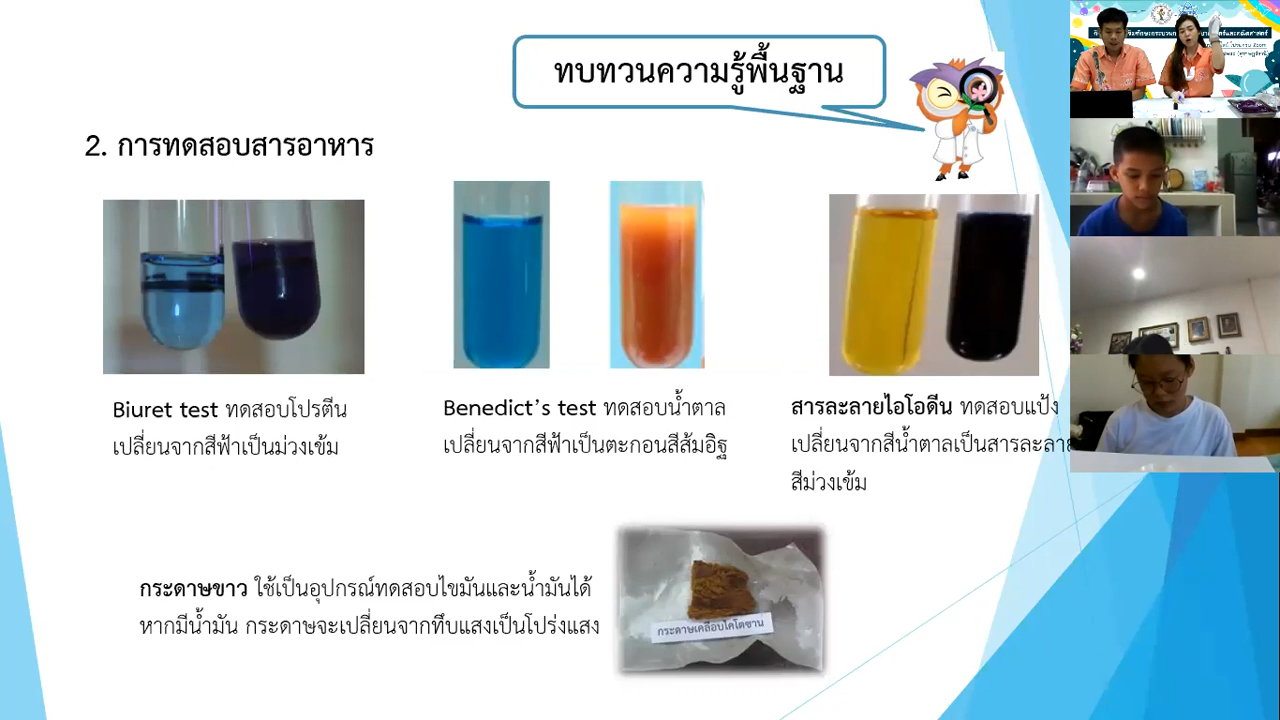 ทบทวนความรู้พื้นฐาน
2. การทดสอบสารอาหาร
Biuret test ทดสอบโปรตีน
เปลี่ยนจากสีฟ้าเป็นม่วงเข้ม
Benedict's test ทดสอบน้ำตาล
เปลี่ยนจากสีฟ้าเป็นตะกอนสีส้มอิฐ
สารละลายไอโอดีน ทดสอบแป้ง
เปลี่ยนจากสีน้ำตาลเป็นสารละลาย
สีม่วงเข้ม
กระดาษขาว ใช้เป็นอุปกรณ์ทดสอบไขมันและน้ำมันได้
หากมีน้ำมัน กระดาษจะเปลี่ยนจากทึบแสงเป็นโปร่งแสง
กระดาษเคลือบไคโตซาน